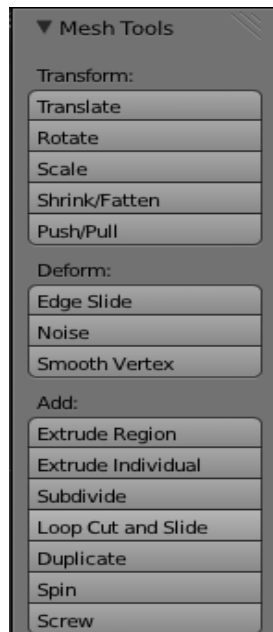 Mesh Tools
Transform:
Translate
Rotate
Scale
Shrink/Fatten
Push/Pull
Deform:
Edge Slide
Noise
Smooth Vertex
Add:
Extrude Region
Extrude Individual
Subdivide
Loop Cut and Slide
Duplicate
Spin
Screw